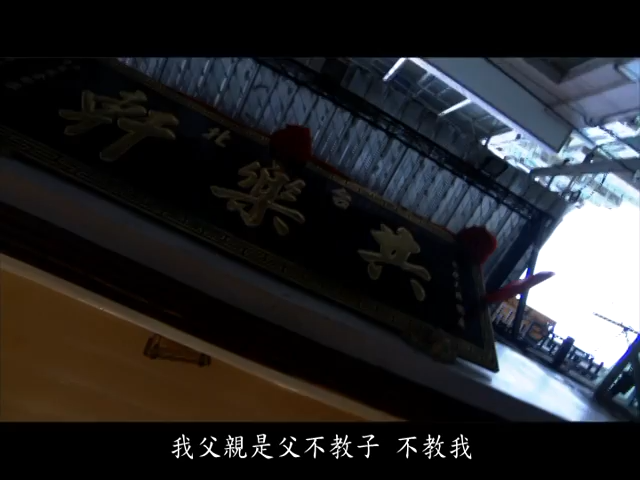 台北
共樂軒
我父親是父不教子 不教我